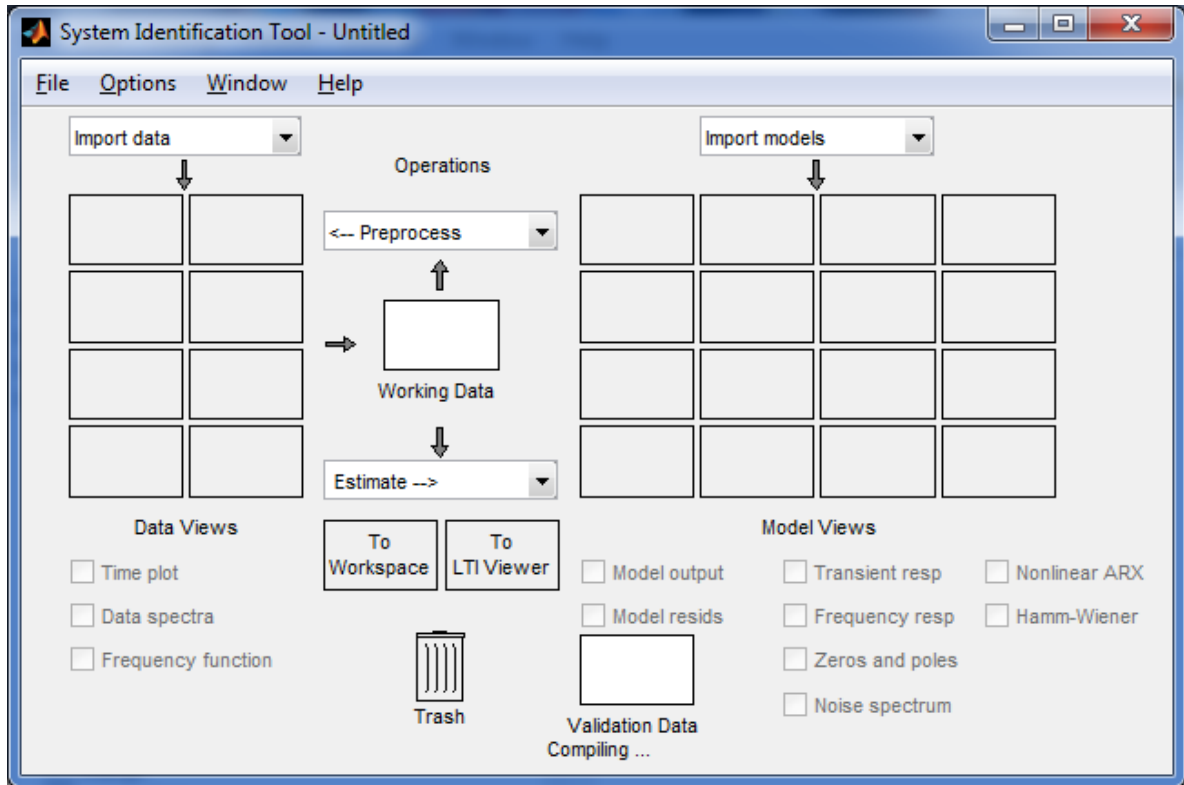 System Identification Tool - Untitled
File Options Window Help
Import data
Import models
Operations
<-- Preprocess
Working Data
Estimate -->
Data Views
Model Views
To
Workspace
To
LTI Viewer
Time plot
Data spectra
Frequency function
Model output
Transient resp
Nonlinear ARX
Model resids
Frequency resp
Hamm-Wiener
Zeros and poles
Noise spectrum
Trash
Validation Data
Compiling ...